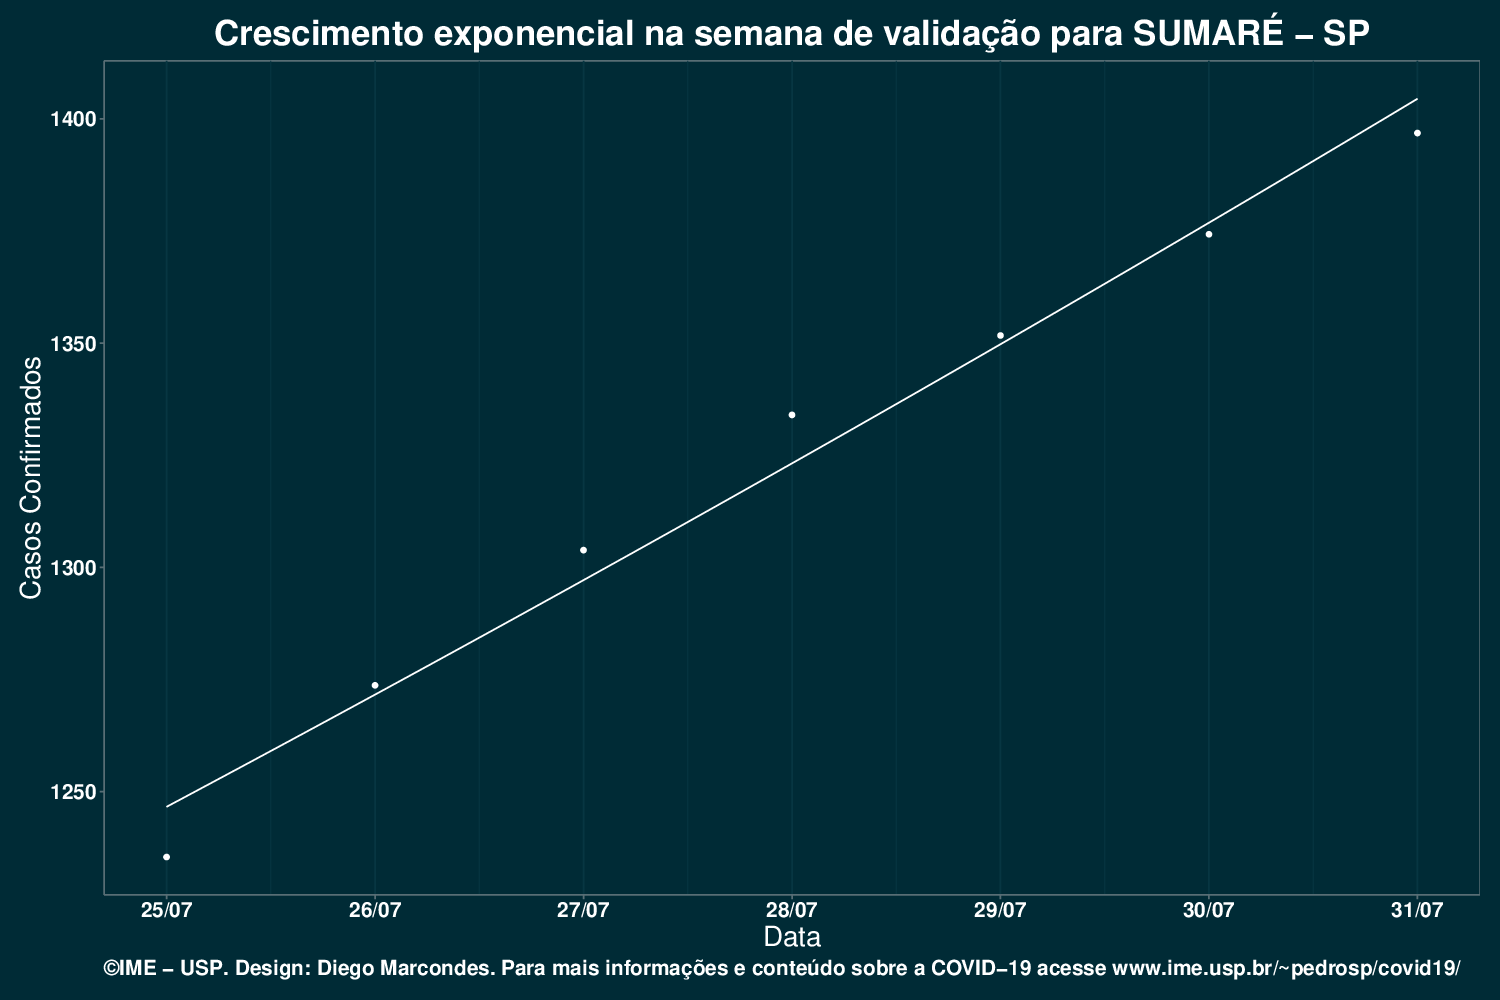 Crescimento exponencial na semana de validação para SUMARÉ − SP
1400
1350
1300
1250
Casos Confirmados
25/07 26/07 27/07 28/07 29/07 30/07 31/07
Data
©IME − USP. Design: Diego Marcondes. Para mais informações e conteúdo sobre a COVID−19 acesse www.ime.usp.br/~pedrosp/covid19/